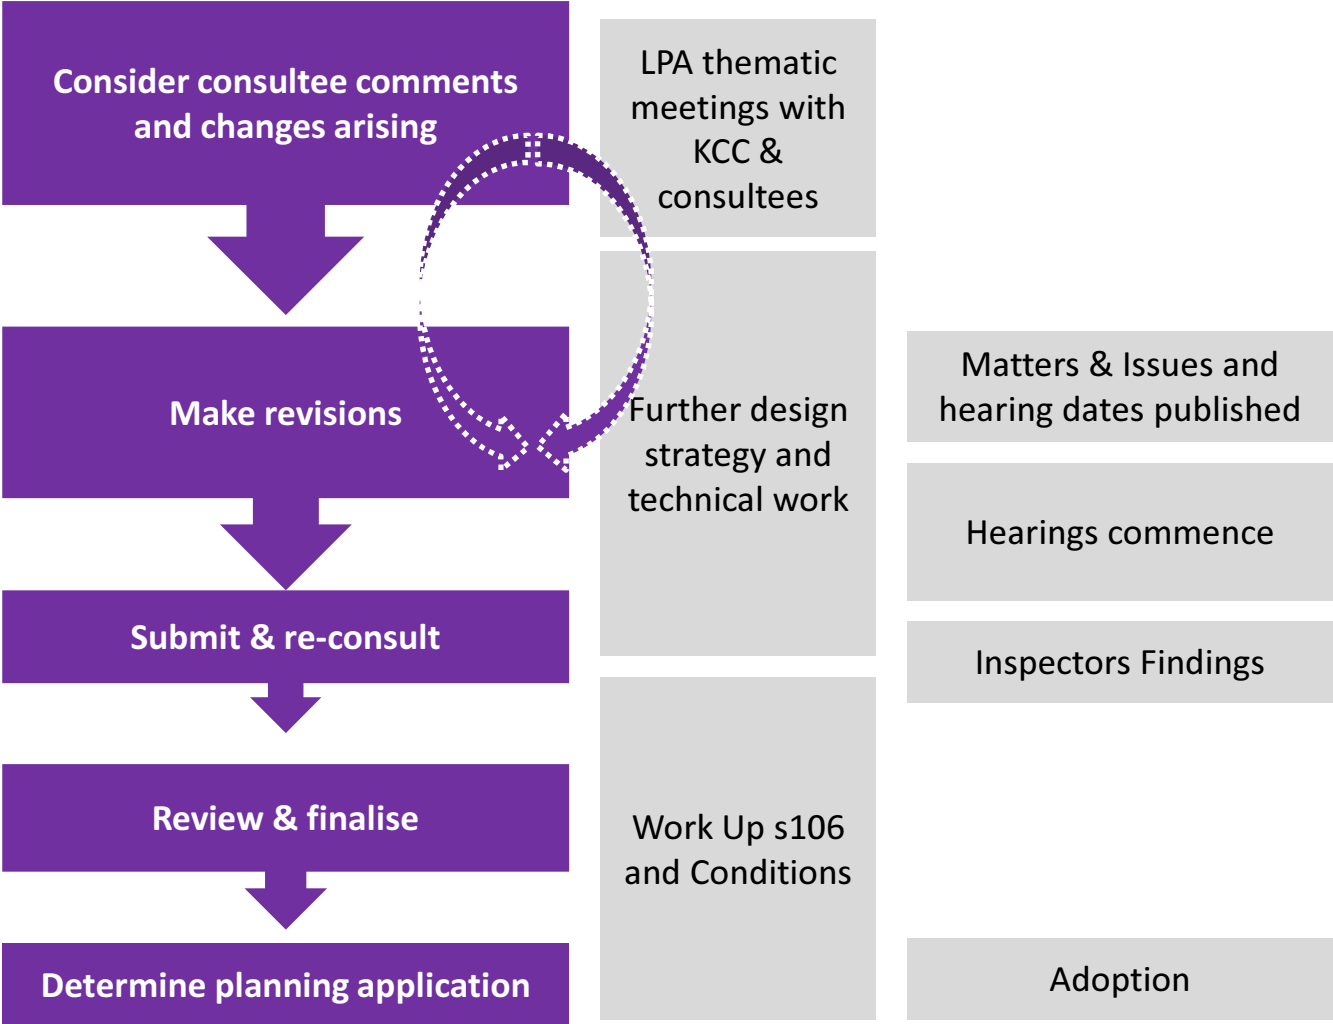 Consider consultee comments
and changes arising
Make revisions
Submit & re-consult
Review & finalise
Determine planning application
LPA thematic
meetings with
KCC &
consultees
Further design
strategy and
technical work
Work Up s106
and Conditions
Matters & Issues and
hearing dates published
Hearings commence
Inspectors Findings
Adoption